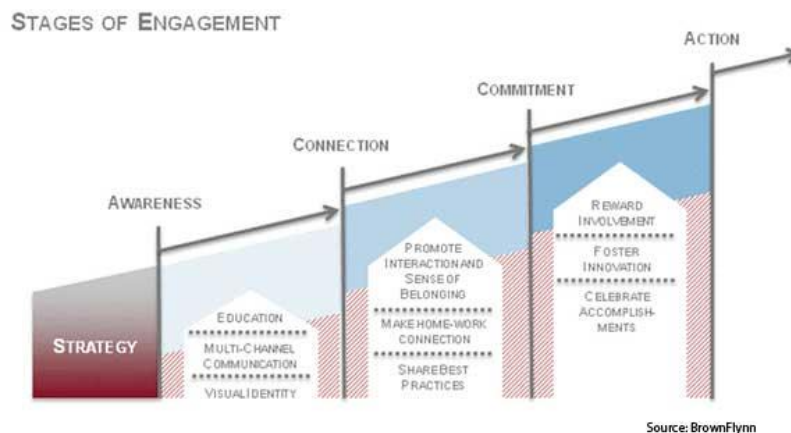 STAGES OF ENGAGEMENT
ACTION
COMMITMENT
CONNECTION
AWARENESS
STRATEGY
EDUCATION
MULTI-CHANNEL
COMMUNICATION
VISUAL IDENTITY
PROMOTE
INTERACTION AND
SENSE OF
BELONGING
MAKE HOME-WORK
CONNECTION
SHARE BEST
PRACTICES
REWARD
INVOLVEMENT
FOSTER
INNOVATION
CELEBRATE
ACCOMPLISH-
MENTS
Source: BrownFlynn